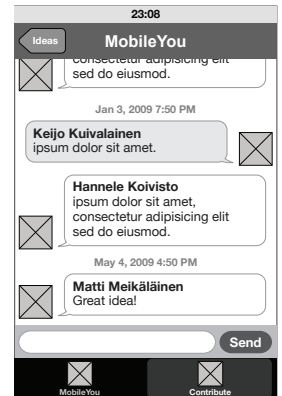 23:08
Ideas
MobileYou
consectetur adipisicing elit
sed do eiusmod.
Jan 3, 2009 7:50 PM
Keijo Kuivalainen
ipsum dolor sit amet.
Hannele Koivisto
ipsum dolor sit amet,
consectetur adipisicing elit
sed do eiusmod.
May 4, 2009 4:50 PM
Matti Meikäläinen
Great idea!
Send
MobileYou
Contribute